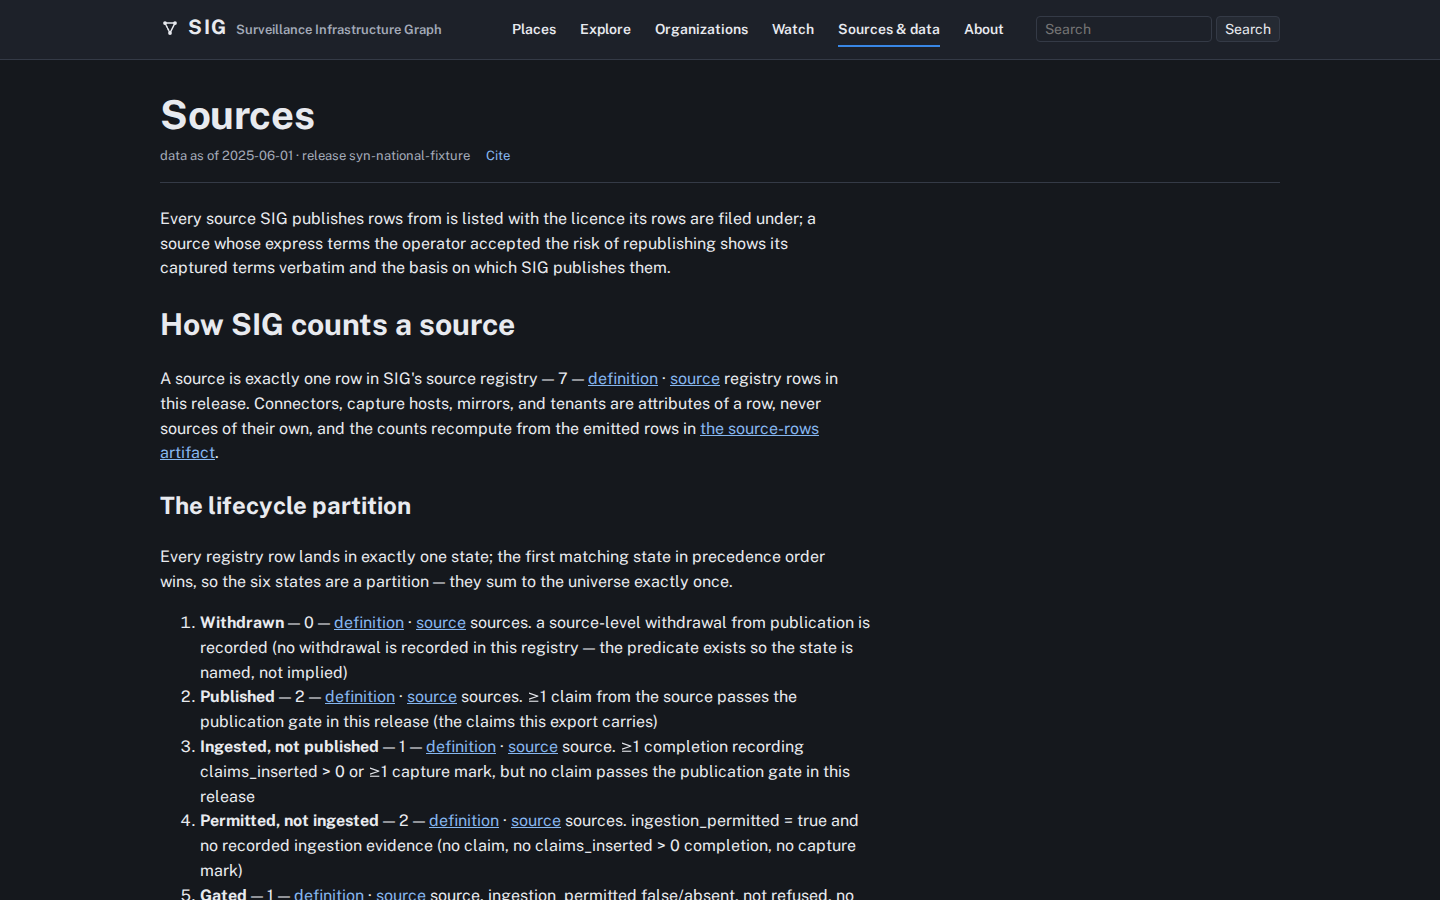 SIG Surveillance Infrastructure Graph Places Explore Organizations Watch Sources & data About Search Search
Sources
data as of 2025-06-01 · release syn-national-fixture Cite
Every source SIG publishes rows from is listed with the licence its rows are filed under; a
source whose express terms the operator accepted the risk of republishing shows its
captured terms verbatim and the basis on which SIG publishes them.
How SIG counts a source
A source is exactly one row in SIG's source registry — 7 — definition · source registry rows in
this release. Connectors, capture hosts, mirrors, and tenants are attributes of a row, never
sources of their own, and the counts recompute from the emitted rows in the source-rows
artifact.
The lifecycle partition
Every registry row lands in exactly one state; the first matching state in precedence order
wins, so the six states are a partition — they sum to the universe exactly once.
1. Withdrawn — 0 — definition · source sources. a source-level withdrawal from publication is
recorded (no withdrawal is recorded in this registry — the predicate exists so the state is
named, not implied)
2. Published — 2 — definition · source sources. ≥1 claim from the source passes the
publication gate in this release (the claims this export carries)
3. Ingested, not published — 1 — definition · source source. ≥1 completion recording
claims_inserted > 0 or ≥1 capture mark, but no claim passes the publication gate in this
release
4. Permitted, not ingested — 2 — definition · source sources. ingestion_permitted = true and
no recorded ingestion evidence (no claim, no claims_inserted > 0 completion, no capture
mark)
5. Gated — 1 — definition · source source. ingestion_permitted false/absent, not refused, no